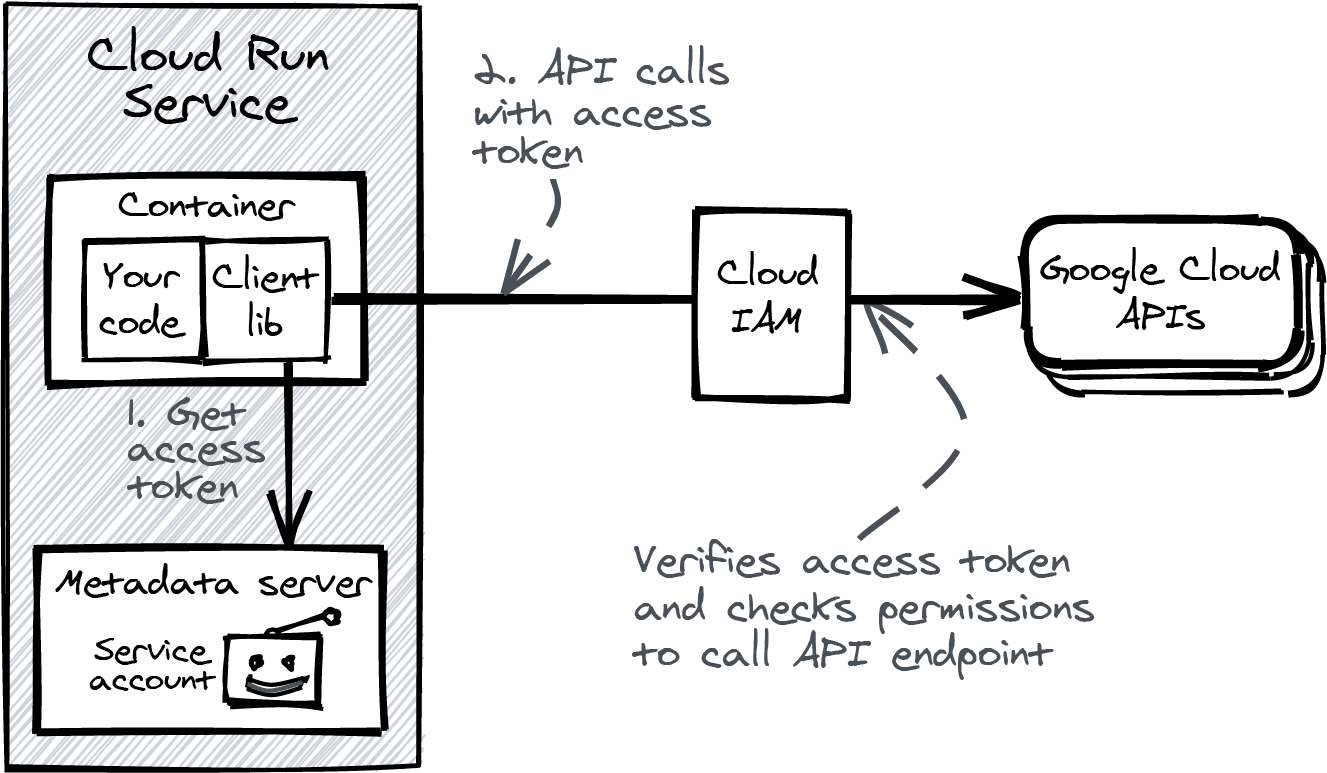 Cloud Run
Service
2. API calls
with access
token
Container
Your
code
Client
lib
Cloud
IAM
Google Cloud
APIs
1. Get
access
token
Metadata server
Service
account
Verifies access token
and checks permissions
to call API endpoint